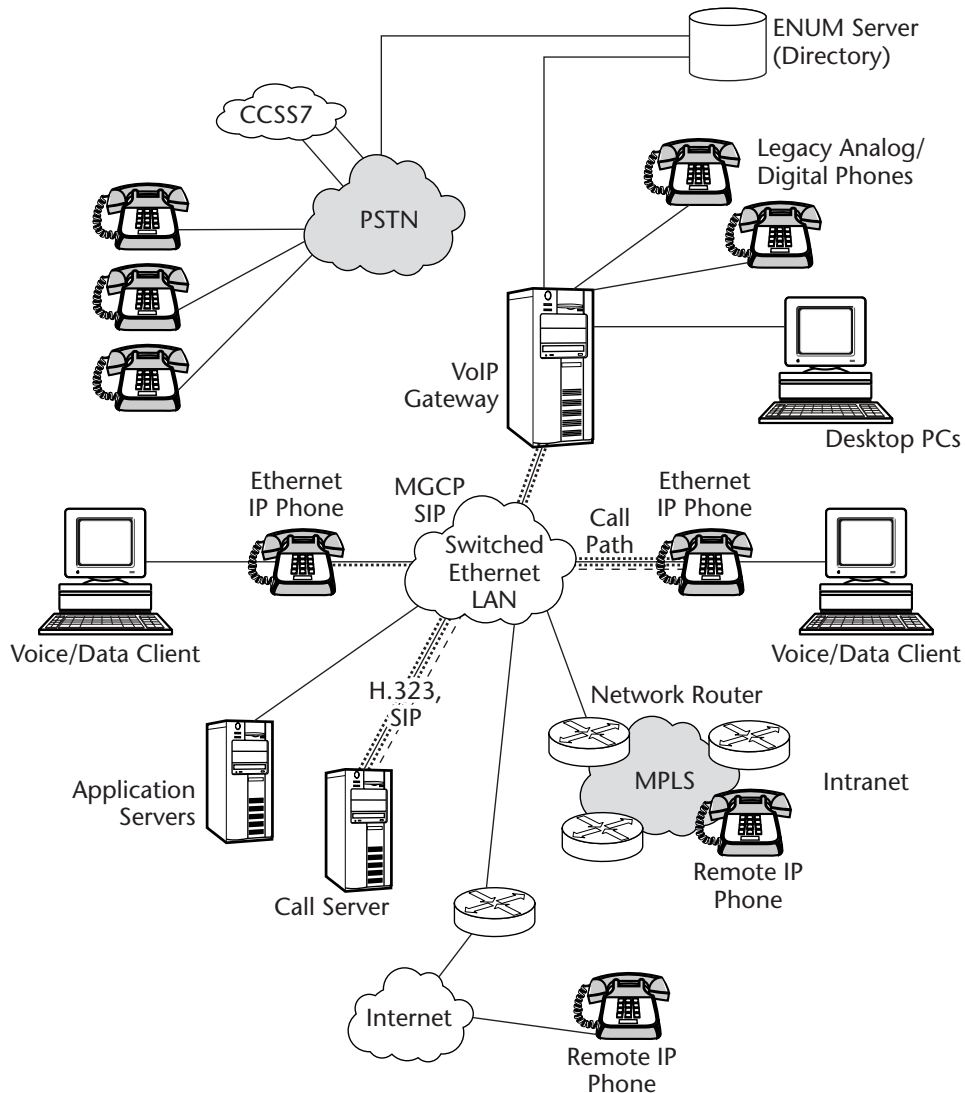 ENUM Server
(Directory)
CCSS7
Legacy Analog/
Digital Phones
PSTN
VoIP
Gateway
Desktop PCs
Ethernet
IP Phone
MGCP
SIP
Call
Path
Ethernet
IP Phone
Switched
Ethernet
LAN
Voice/Data Client
Voice/Data Client
H.323,
SIP
Network Router
Application
Servers
MPLS
Intranet
Remote IP
Phone
Call Server
Internet
Remote IP
Phone